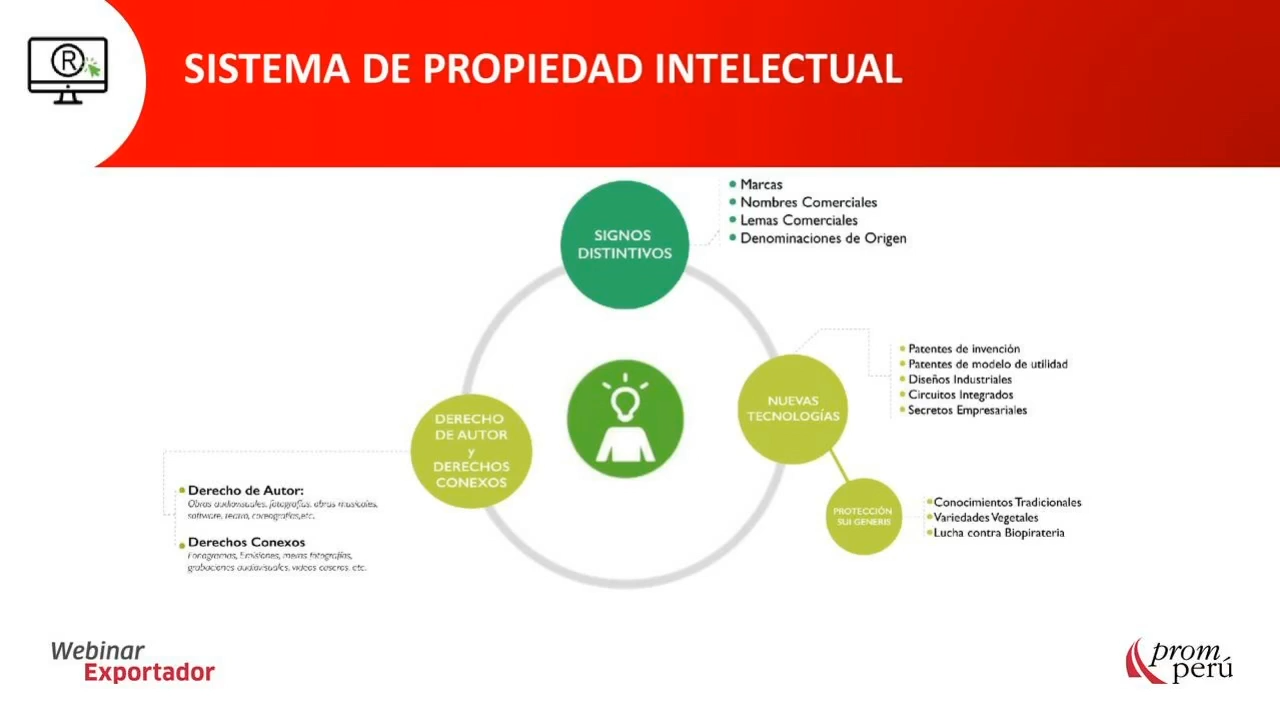 R
SISTEMA DE PROPIEDAD INTELECTUAL
SIGNOS
DISTINTIVOS
Marcas
Nombres Comerciales
Lemas Comerciales
Denominaciones de Origen
NUEVAS
TECNOLOGÍAS
Patentes de invención
Patentes de modelo de utilidad
Diseños Industriales
Circuitos Integrados
Secretos Empresariales
PROTECCIÓN
SUI GENERIS
Conocimientos Tradicionales
Variedades Vegetales
Lucha contra Biopirateria
DERECHO
DE AUTOR
y
DERECHOS
CONEXOS
Derecho de Autor:
Obras audiovisuales, fotografías, obras musicales,
software, teatro, coreografías,etc.
Derechos Conexos
Fonogramas, Emisiones, meras fotografías,
grabaciones audiovisuales, videos caseros, etc.
Webinar
Exportador
prom
perú